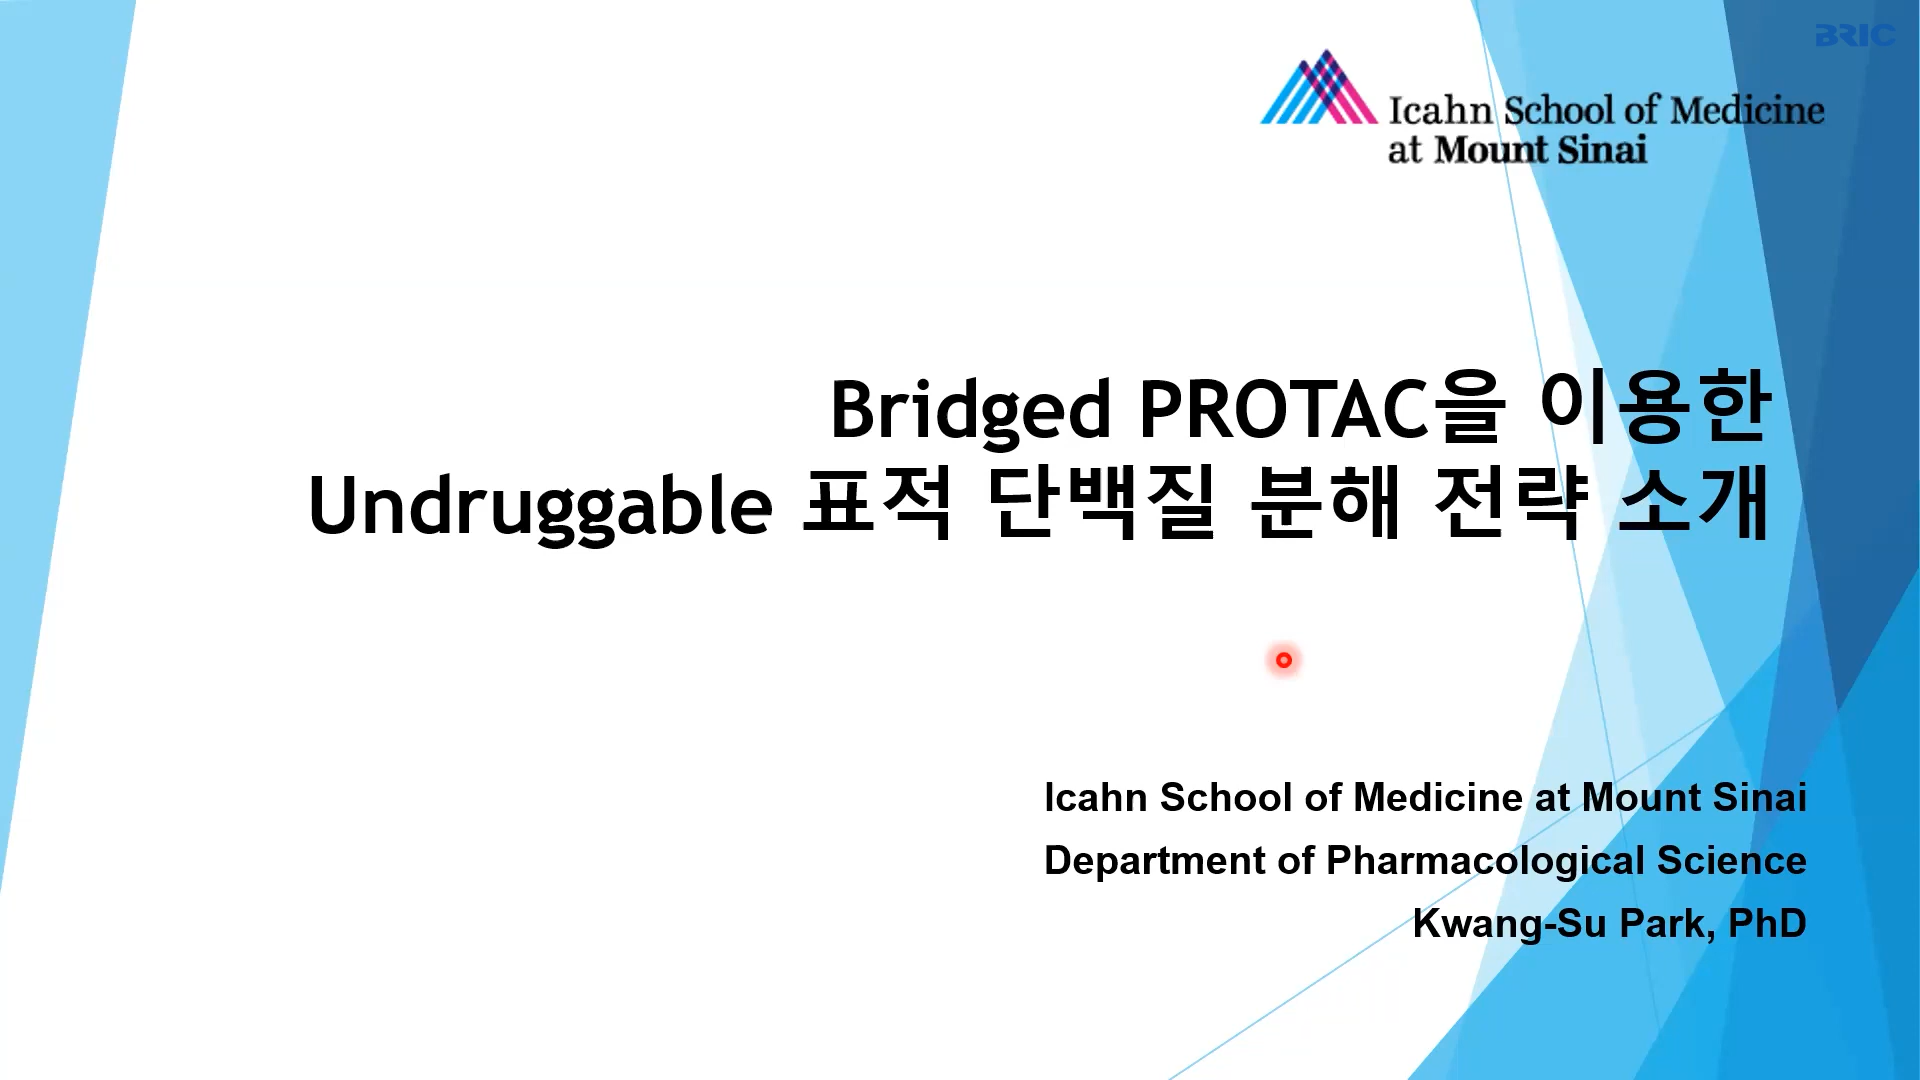 BRIC
Icahn School of Medicine
at Mount Sinai
Bridged PROTAC을 이용한
Undruggable 표적 단백질 분해 전략 소개
Icahn School of Medicine at Mount Sinai
Department of Pharmacological Science
Kwang-Su Park, PhD